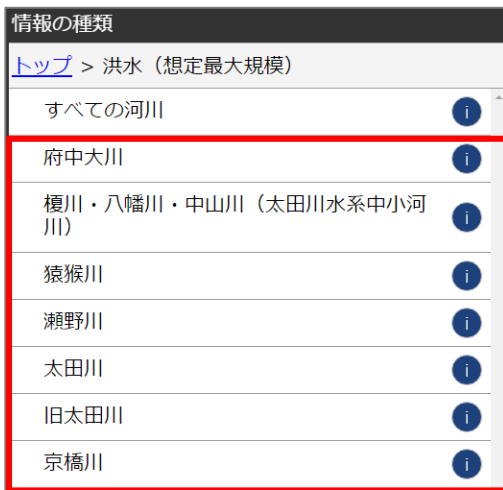 情報の種類
トップ > 洪水（想定最大規模）
すべての河川 i
府中大川 i
榎川・八幡川・中山川（太田川水系中小河
川） i
猿猴川 i
瀬野川 i
太田川 i
旧太田川 i
京橋川 i